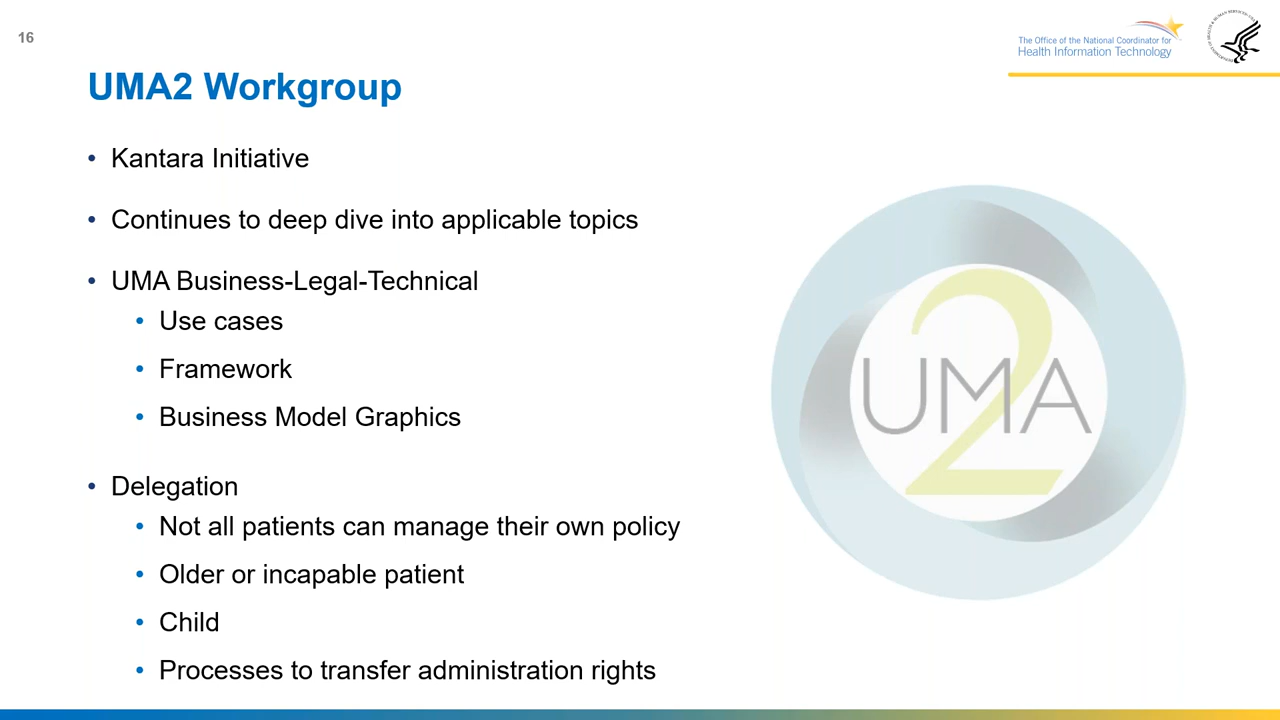 16
The Office of the National Coordinator for
Health Information Technology
UMA2 Workgroup
• Kantara Initiative
• Continues to deep dive into applicable topics
• UMA Business-Legal-Technical
• Use cases
• Framework
• Business Model Graphics
• Delegation
• Not all patients can manage their own policy
• Older or incapable patient
• Child
• Processes to transfer administration rights
UMA
2